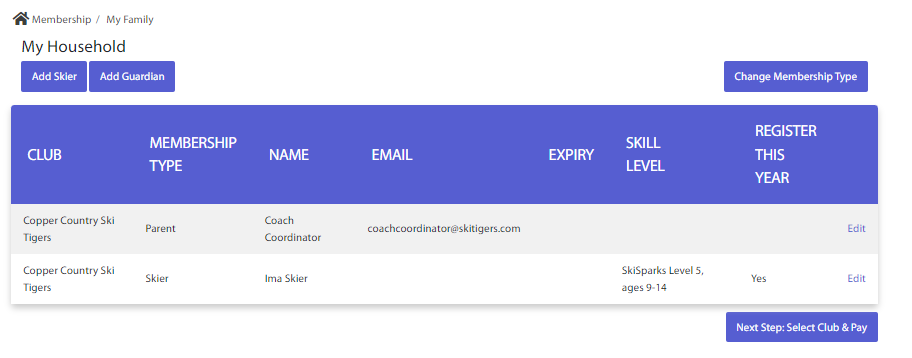 Membership / My Family
My Household
Add Skier Add Guardian Change Membership Type
CLUB MEMBERSHIP TYPE NAME EMAIL EXPIRY SKILL LEVEL REGISTER THIS YEAR
Copper Country Ski Tigers Parent Coach Coordinator coachcoordinator@skitigers.com Edit
Copper Country Ski Tigers Skier Ima Skier SkiSparks Level 5, ages 9-14 Yes Edit
Next Step: Select Club & Pay